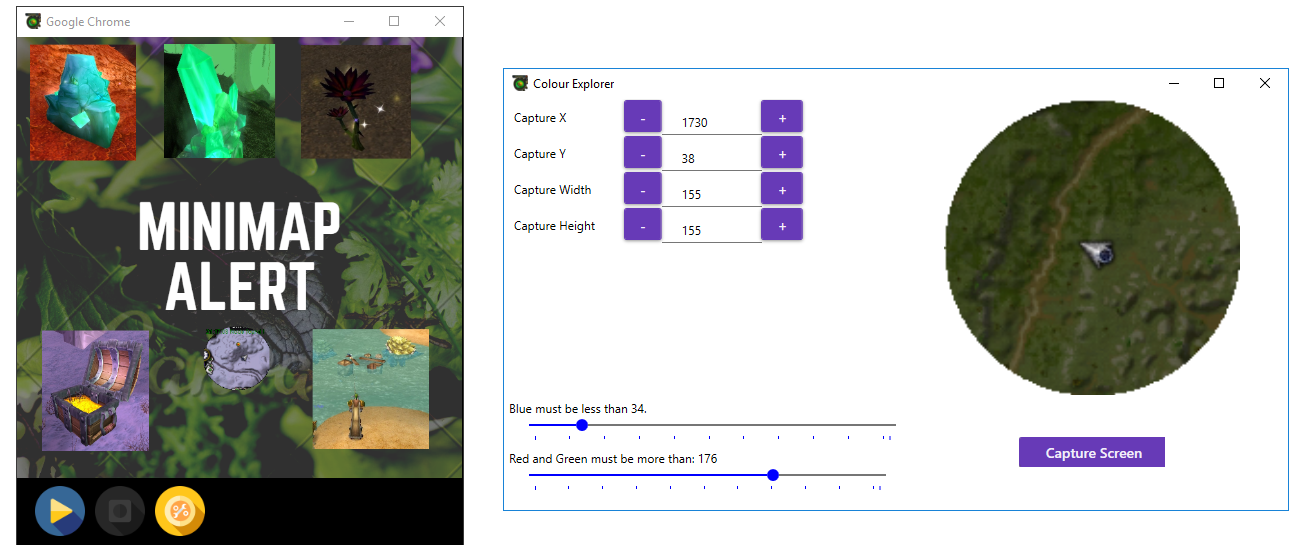 Google Chrome
MINIMAP
ALERT
Colour Explorer
Capture X - 1730 +
Capture Y - 38 +
Capture Width - 155 +
Capture Height - 155 +
Blue must be less than 34.
Red and Green must be more than: 176
Capture Screen